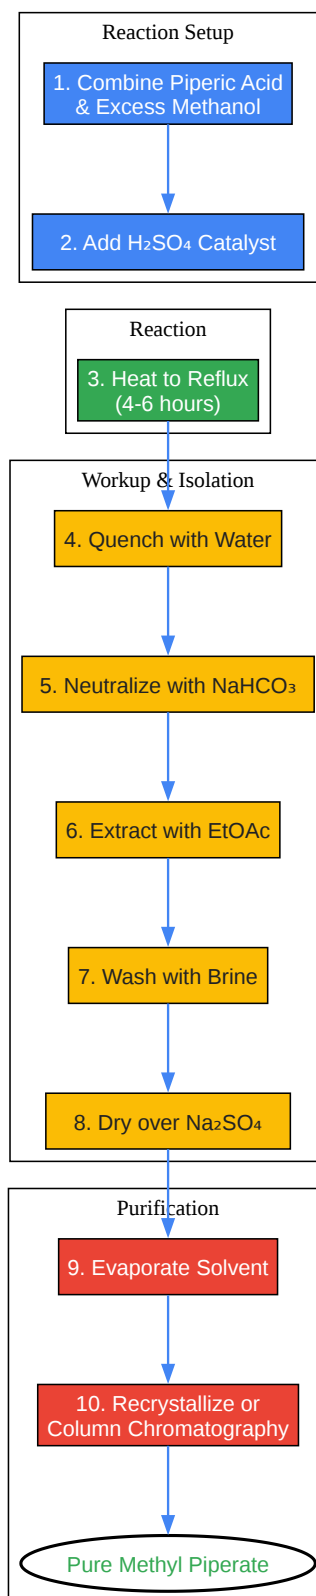 Reaction Setup
1. Combine Piperic Acid
& Excess Methanol
2. Add H₂SO₄ Catalyst
Reaction
3. Heat to Reflux
(4-6 hours)
Workup & Isolation
4. Quench with Water
5. Neutralize with NaHCO₃
6. Extract with EtOAc
7. Wash with Brine
8. Dry over Na₂SO₄
Purification
9. Evaporate Solvent
10. Recrystallize or
Column Chromatography
Pure Methyl Piperate